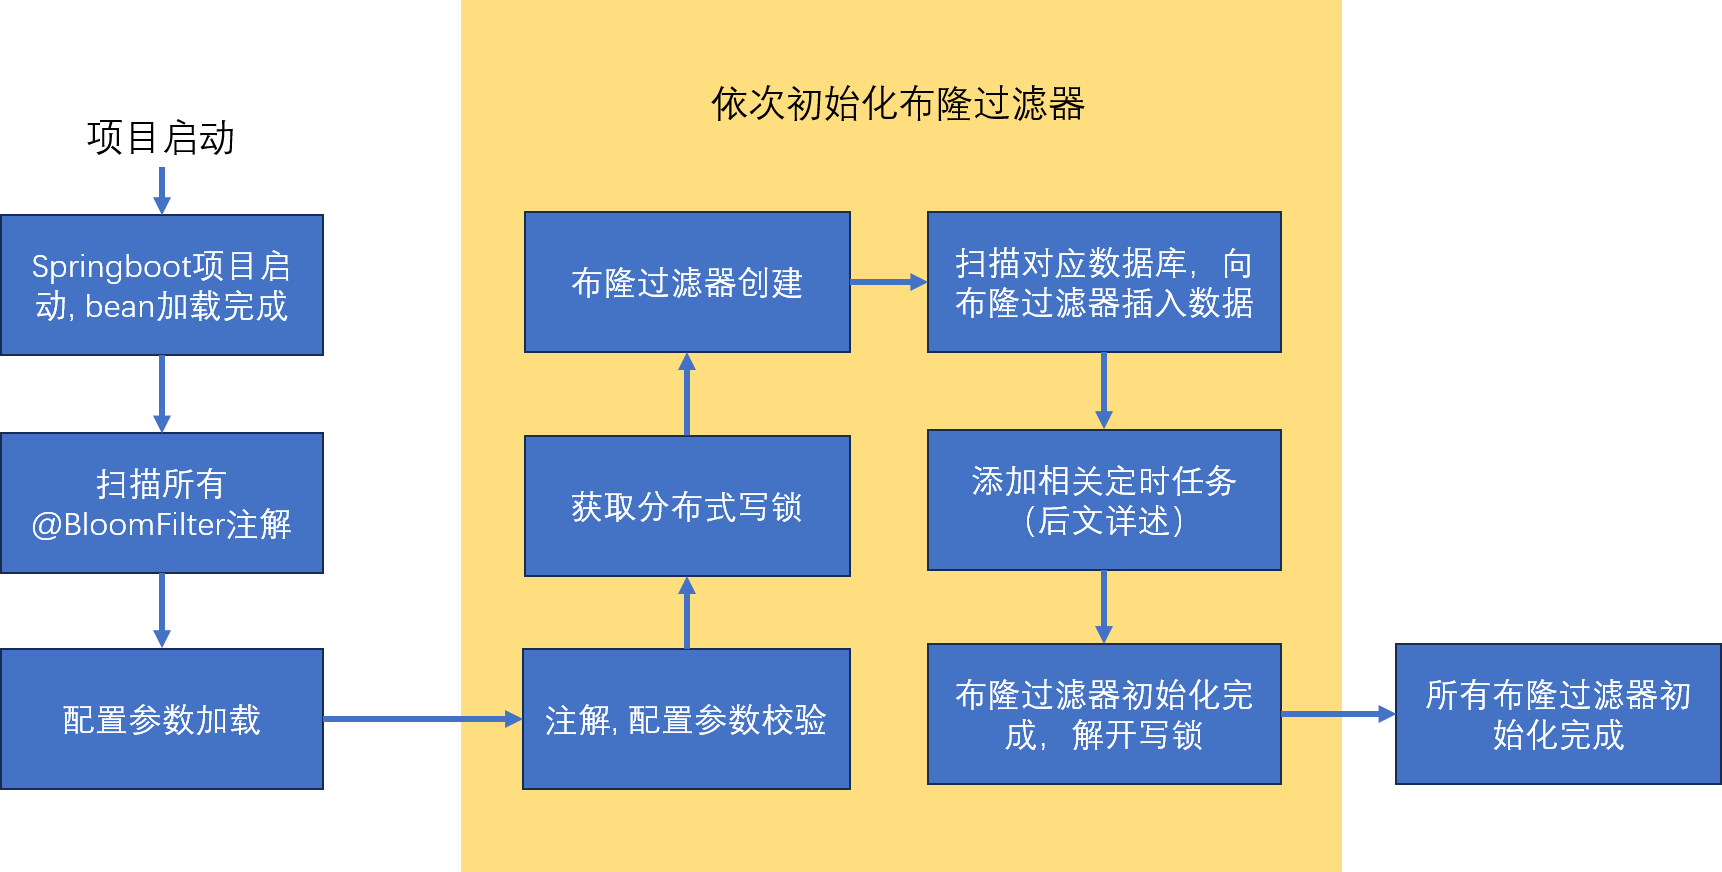 项目启动
Springboot项目启
动, bean加载完成
扫描所有
@BloomFilter注解
配置参数加载
依次初始化布隆过滤器
注解, 配置参数校验
获取分布式写锁
布隆过滤器创建
扫描对应数据库，向
布隆过滤器插入数据
添加相关定时任务
（后文详述）
布隆过滤器初始化完
成，解开写锁
所有布隆过滤器初
始化完成